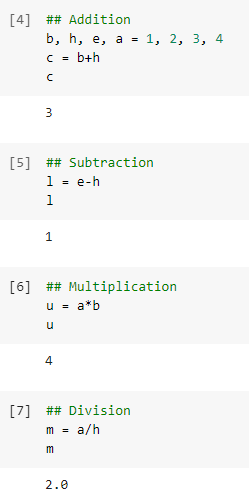 [4] ## Addition
b, h, e, a = 1, 2, 3, 4
c = b+h
c
3
[5] ## Subtraction
l = e-h
l
1
[6] ## Multiplication
u = a*b
u
4
[7] ## Division
m = a/h
m
2.0